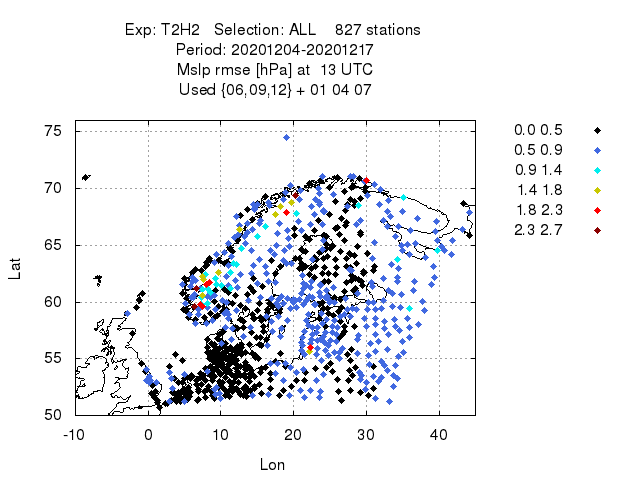 Exp: T2H2 Selection: ALL 827 stations
Period: 20201204-20201217
Mslp rmse [hPa] at 13 UTC
Used {06,09,12} + 01 04 07
0.0 0.5
0.5 0.9
0.9 1.4
1.4 1.8
1.8 2.3
2.3 2.7
75
70
65
60
55
50
Lat
-10 0 10 20 30 40
Lon